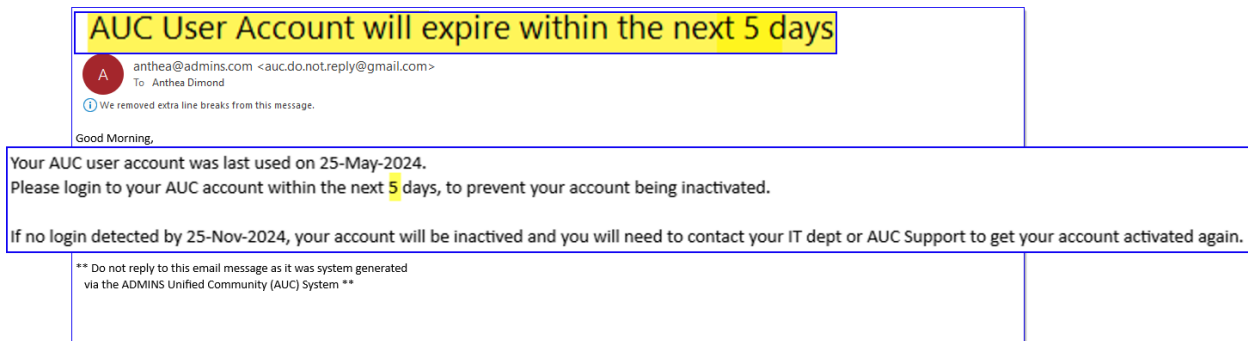 AUC User Account will expire within the next 5 days
A
anthea@admins.com <auc.do.not.reply@gmail.com>
To Anthea Dimond
We removed extra line breaks from this message.
Good Morning,
Your AUC user account was last used on 25-May-2024.
Please login to your AUC account within the next 5 days, to prevent your account being inactivated.
If no login detected by 25-Nov-2024, your account will be inactived and you will need to contact your IT dept or AUC Support to get your account activated again.
** Do not reply to this email message as it was system generated
via the ADMINS Unified Community (AUC) System **